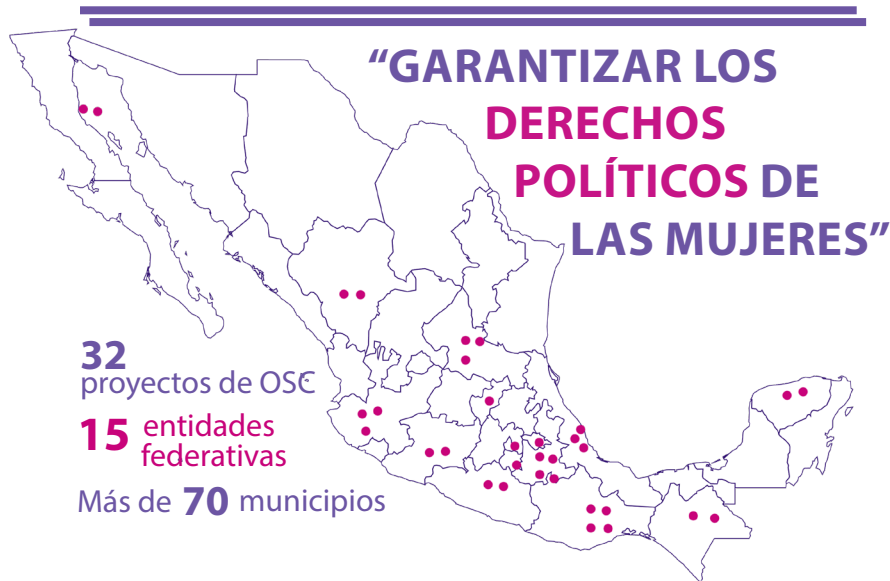 “GARANTIZAR LOS
DERECHOS
POLÍTICOS DE
LAS MUJERES”
32
proyectos de OSC
15 entidades
federativas
Más de 70 municipios